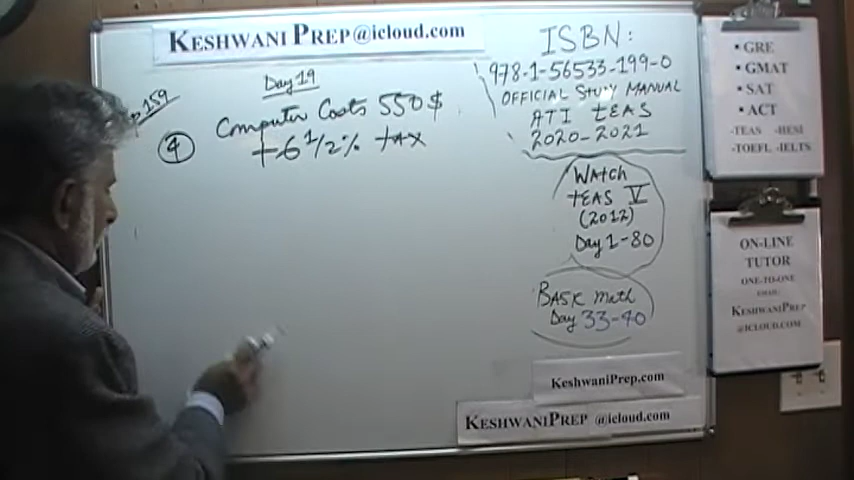 KESHWANI PREP@icloud.com
Day 19
p.159
4
Computer Costs 550$
+ 6 1/2% tax
ISBN:
978-1-56533-199-0
OFFICIAL Study MANUAL
ATI tEAS
2020-2021
WAtch
tEAS V
(2012)
Day 1-80
BASK Math
Day 33-40
KESHWANIPREP.com
KESHWANIPREP @icloud.com
• GRE
• GMAT
• SAT
• ACT
-TEAS -HESI
-TOEFL -IELTS
ON-LINE
TUTOR
ONE-TO-ONE
EMAIL:
KESHWANIPREP
@ICLOUD.COM